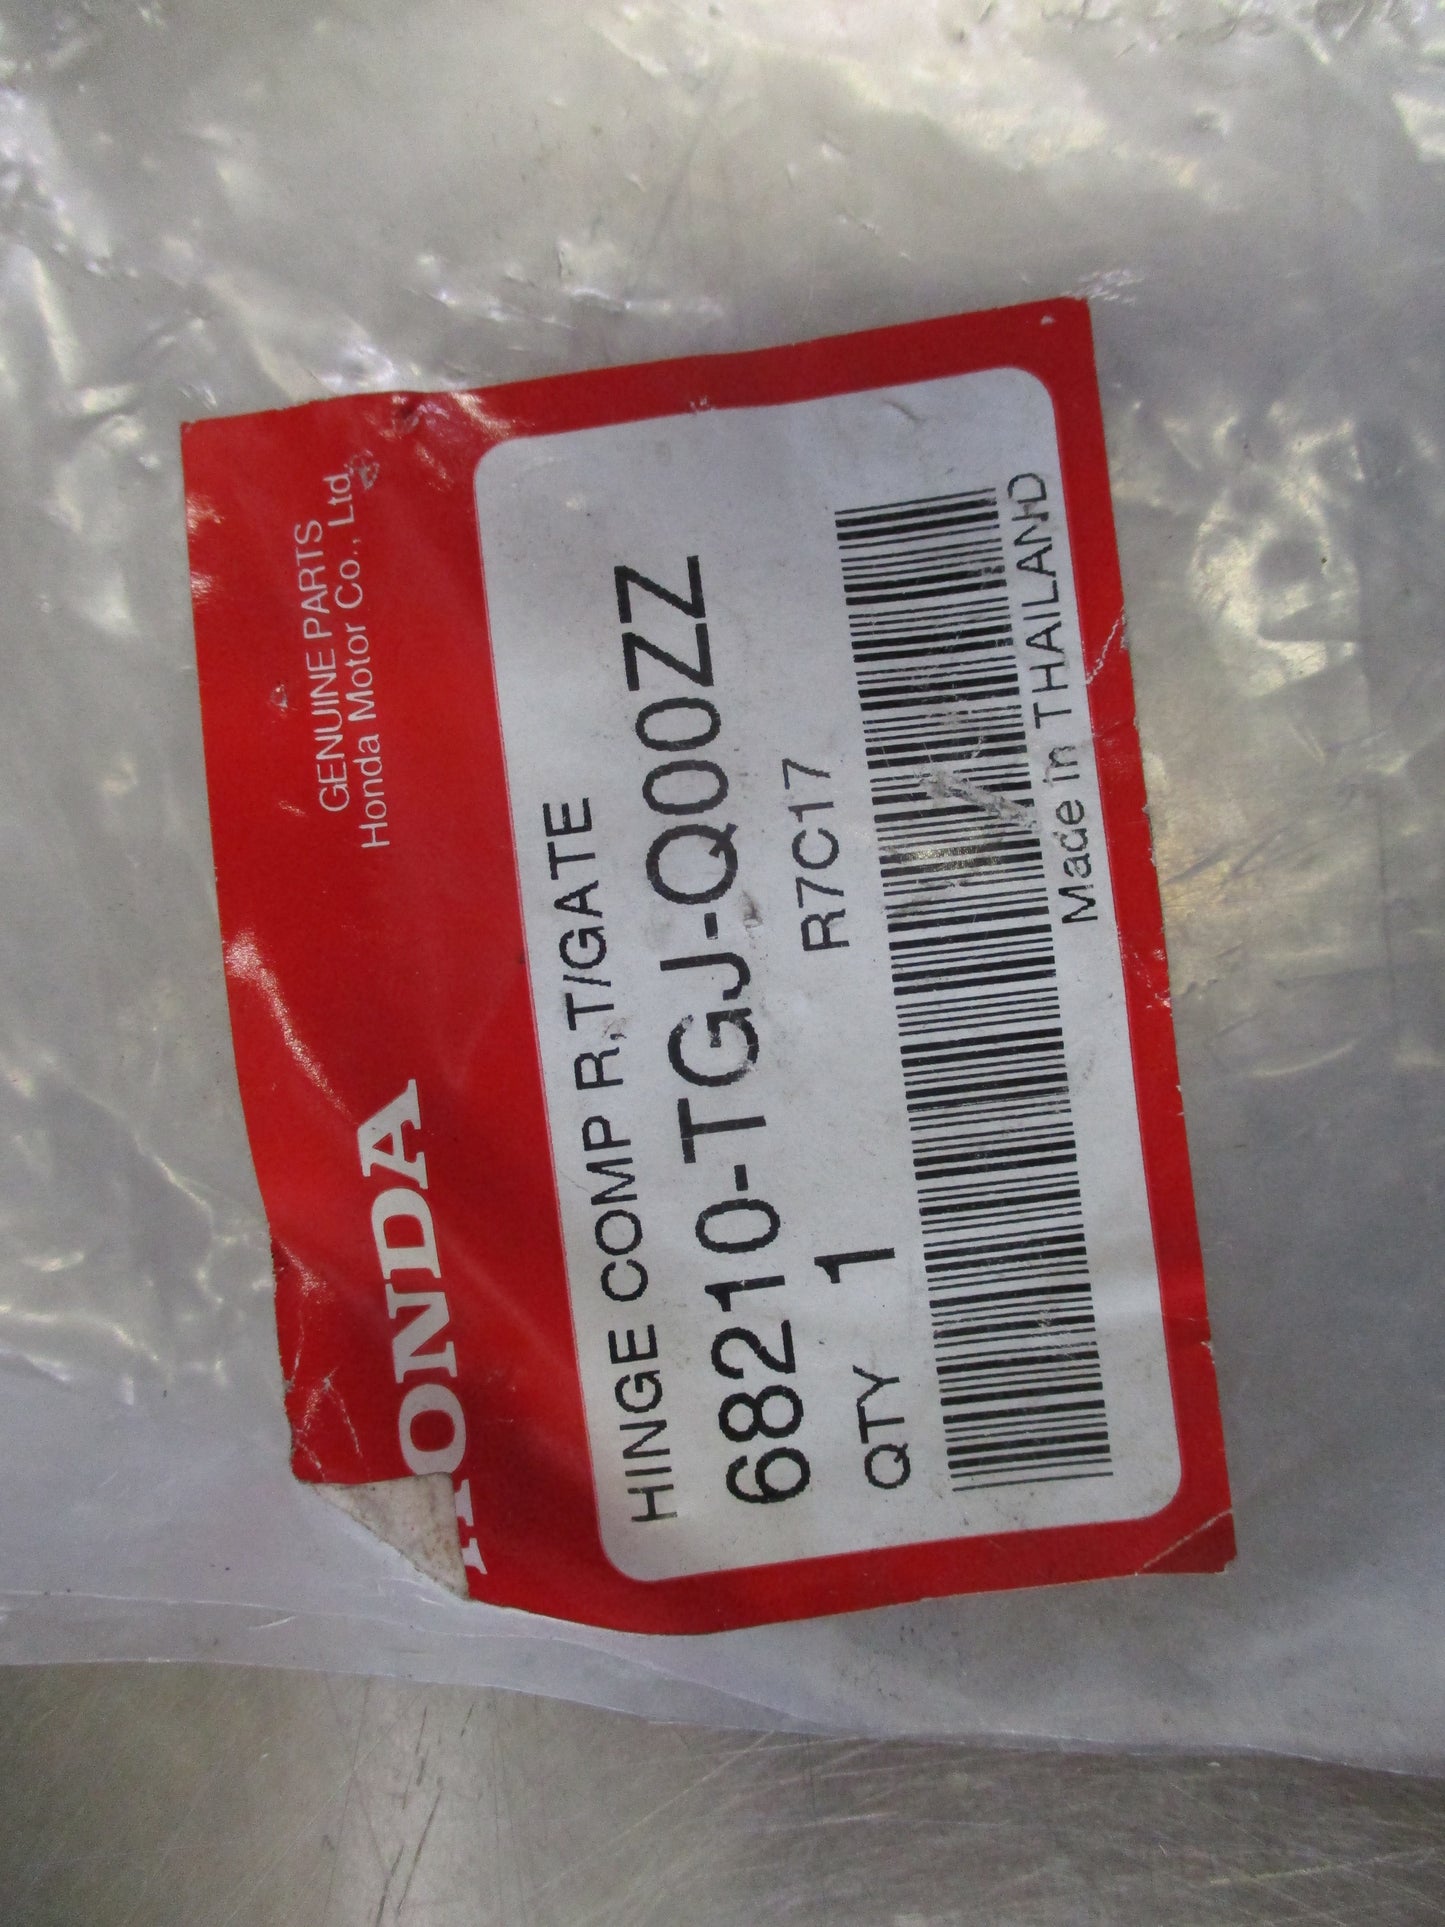 HONDA
GENUINE PARTS
Honda Motor Co., Ltd.
HINGE COMP R,T/GATE
68210-TGJ-Q00ZZ
QTY 1 R7C17
Made in THAILAND